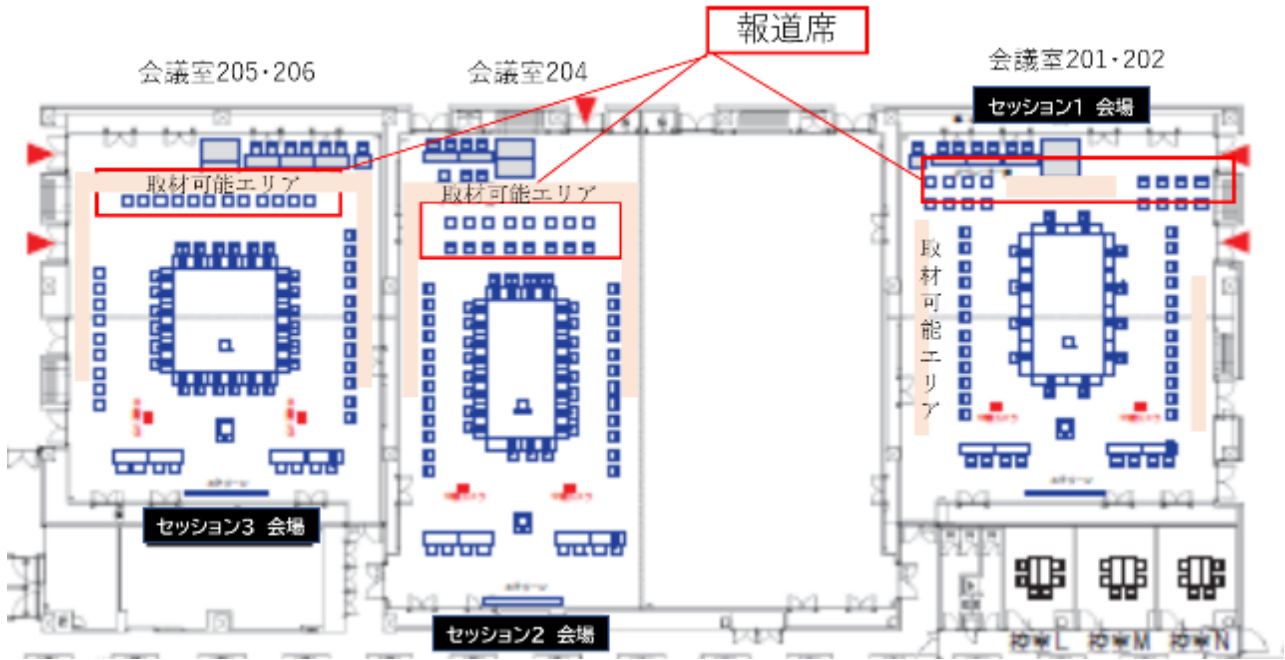 報道席
会議室205・206
会議室204
会議室201・202
セッション1 会場
取材可能エリア
取材可能エリア
取材可能エリア
セッション3 会場
セッション2 会場
控室L
控室M
控室N